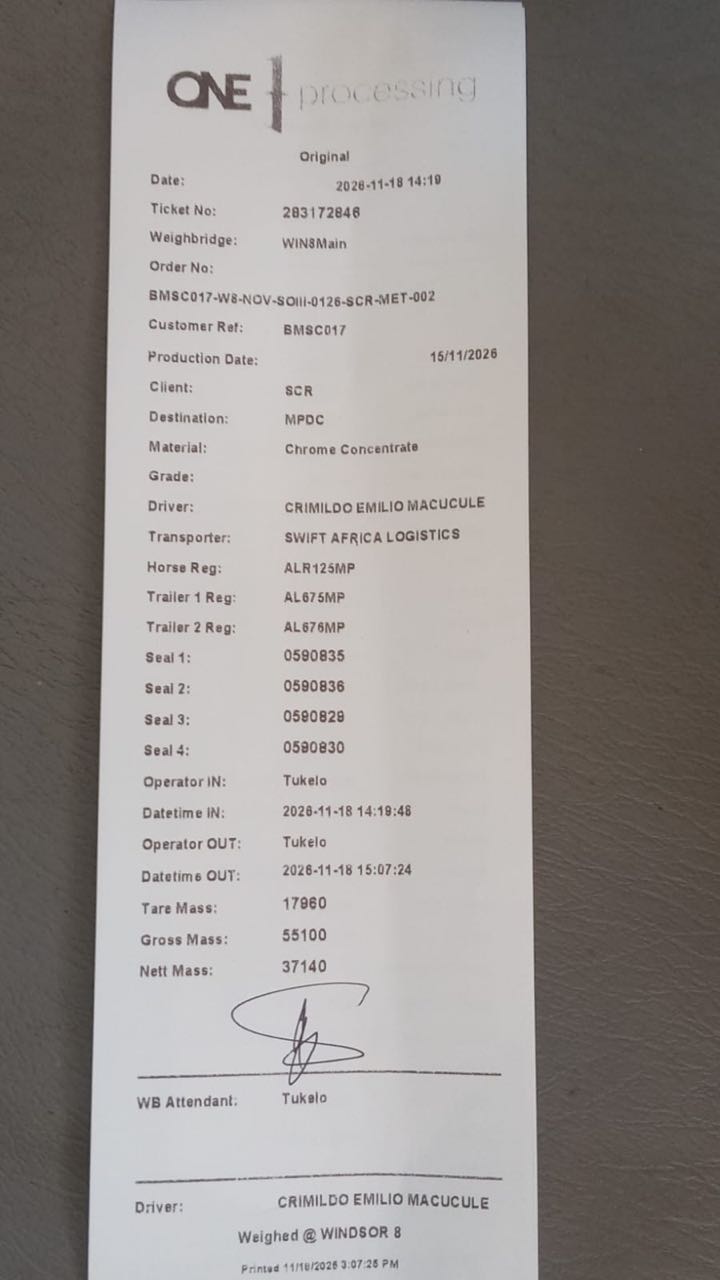 ONE processing
Original
Date: 2026-11-18 14:19
Ticket No: 283172846
Weighbridge: WIN8Main
Order No:
BMSC017-W8-NOV-SOIII-0126-SCR-MET-002
Customer Ref: BMSC017
Production Date: 15/11/2026
Client: SCR
Destination: MPDC
Material: Chrome Concentrate
Grade:
Driver: CRIMILDO EMILIO MACUCULE
Transporter: SWIFT AFRICA LOGISTICS
Horse Reg: ALR125MP
Trailer 1 Reg: AL675MP
Trailer 2 Reg: AL676MP
Seal 1: 0590835
Seal 2: 0590836
Seal 3: 0590829
Seal 4: 0590830
Operator IN: Tukelo
Datetime IN: 2026-11-18 14:19:46
Operator OUT: Tukelo
Datetime OUT: 2026-11-18 15:07:24
Tare Mass: 17960
Gross Mass: 55100
Nett Mass: 37140
WB Attendant: Tukelo
Driver: CRIMILDO EMILIO MACUCULE
Weighed @ WINDSOR 8
Printed 11/18/2026 3:07:25 PM